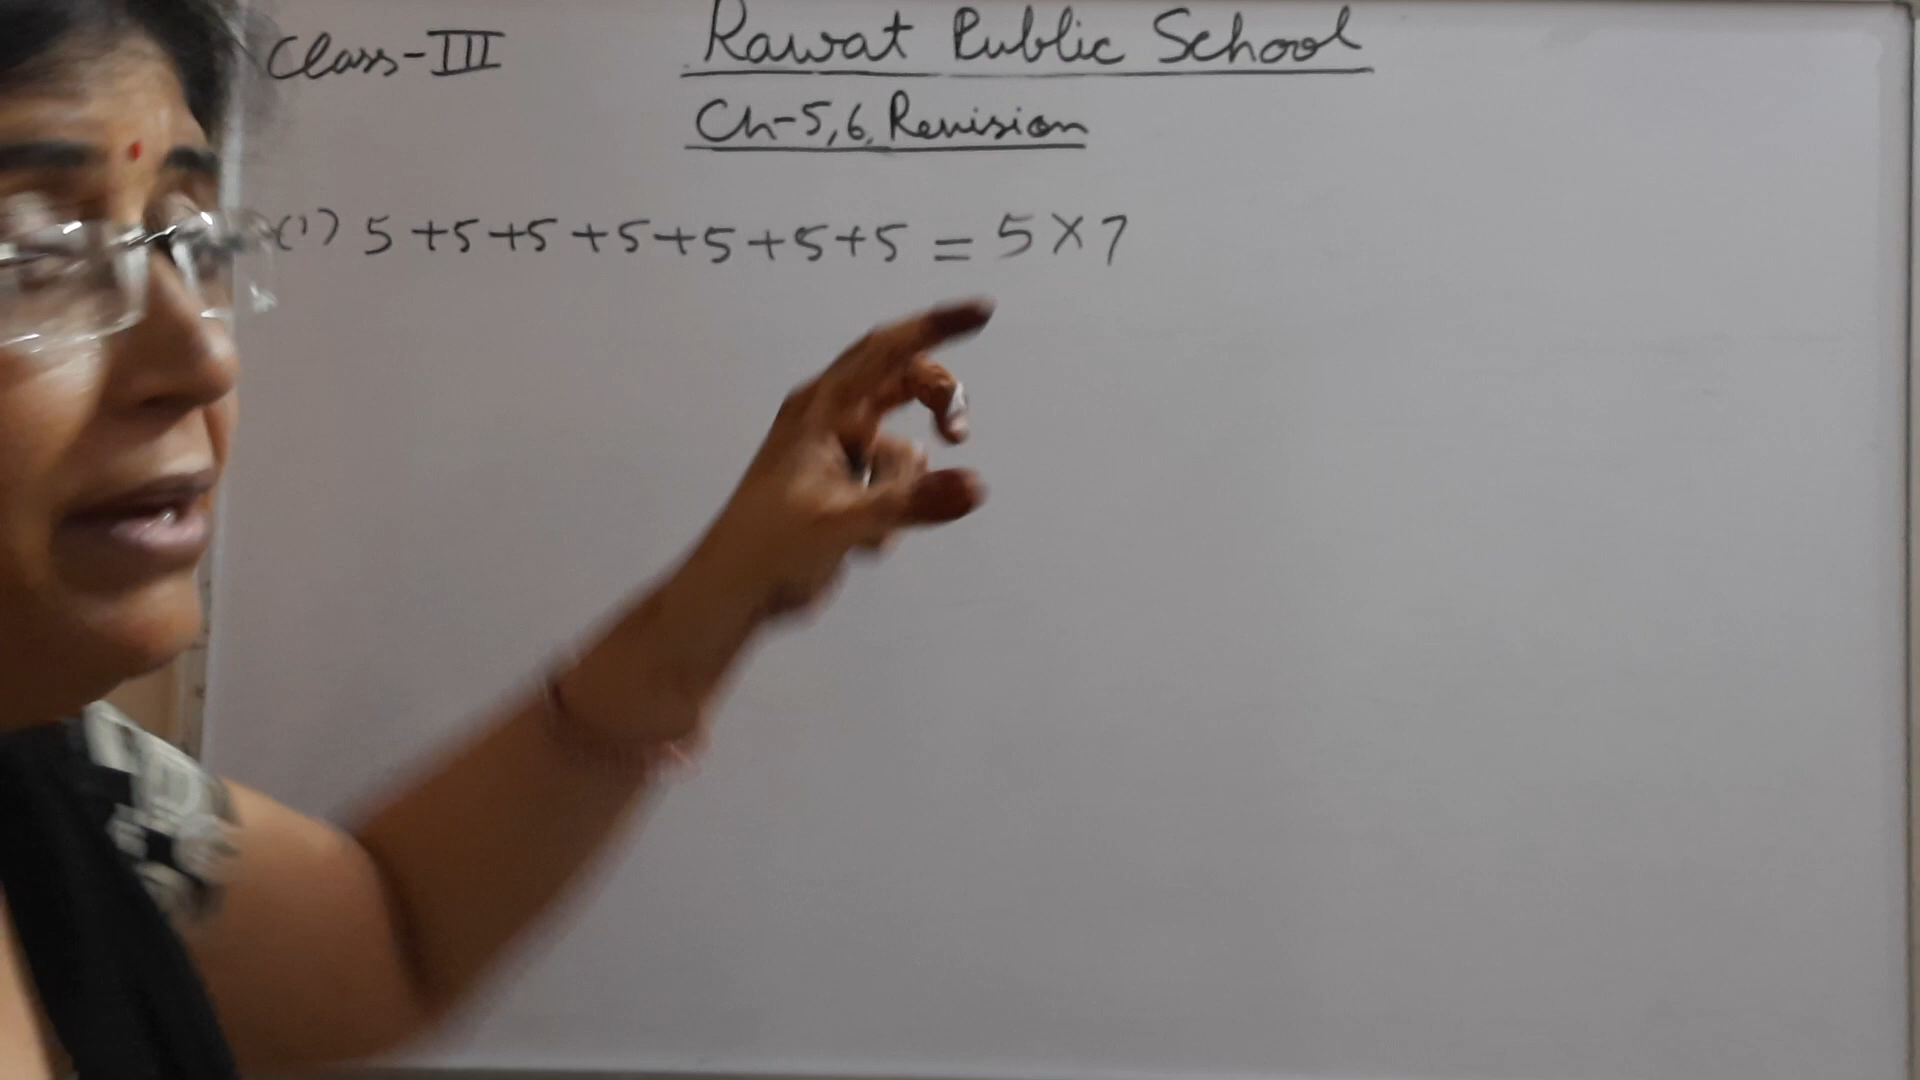 Class-III
Rawat Public School
Ch-5,6, Revision
(1) 5+5+5+5+5+5+5 = 5×7